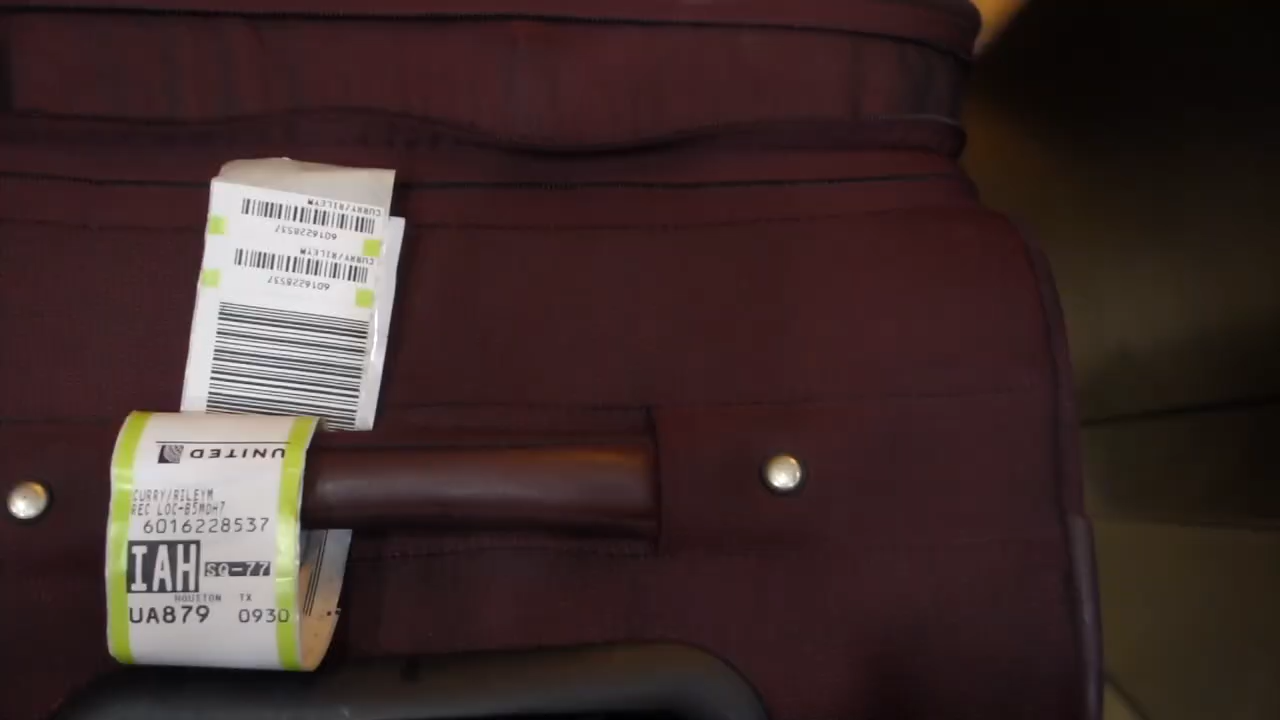 CURRY/RILEYM
6016228537
CURRY/RILEYM
6016228537
UNITED
CURRY/RILEYM
REC LOC-B5MDH7
6016228537
IAH SQ-77
HOUSTON TX
UA879 0930